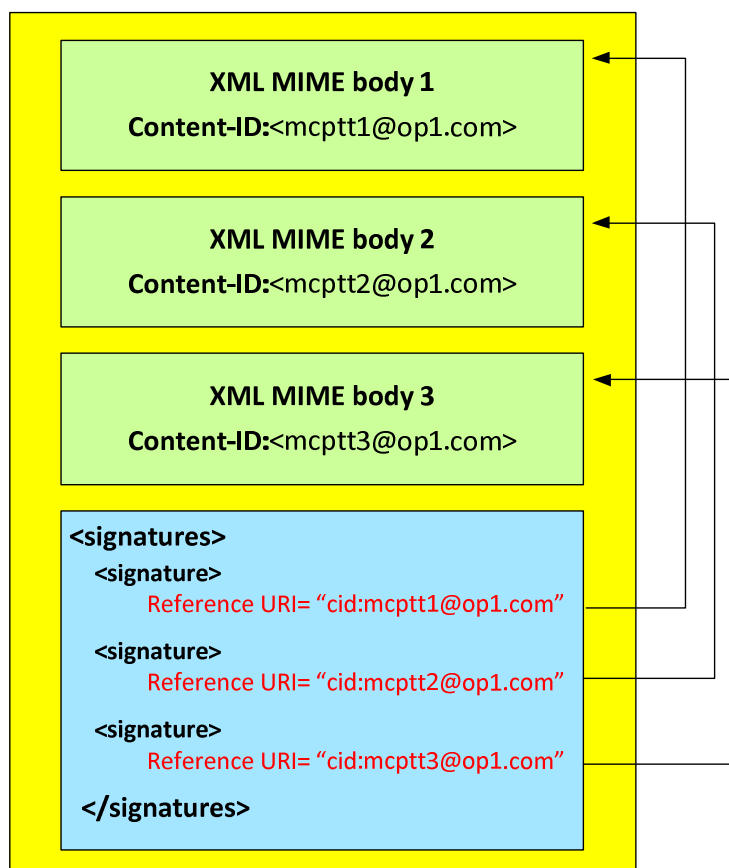 XML MIME body 1
Content-ID:<mcptt1@op1.com>
XML MIME body 2
Content-ID:<mcptt2@op1.com>
XML MIME body 3
Content-ID:<mcptt3@op1.com>
<signatures>
<signature>
Reference URI= “cid:mcptt1@op1.com”
<signature>
Reference URI= “cid:mcptt2@op1.com”
<signature>
Reference URI= “cid:mcptt3@op1.com”
</signatures>